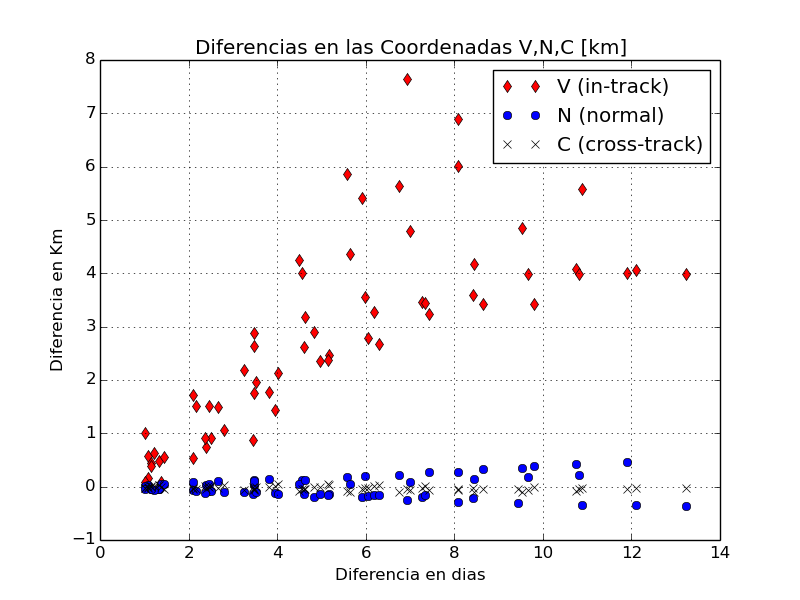 Diferencias en las Coordenadas V,N,C [km]
8
7
6
5
4
3
2
1
0
−1
Diferencia en Km
V (in-track)
N (normal)
C (cross-track)
0 2 4 6 8 10 12 14
Diferencia en dias